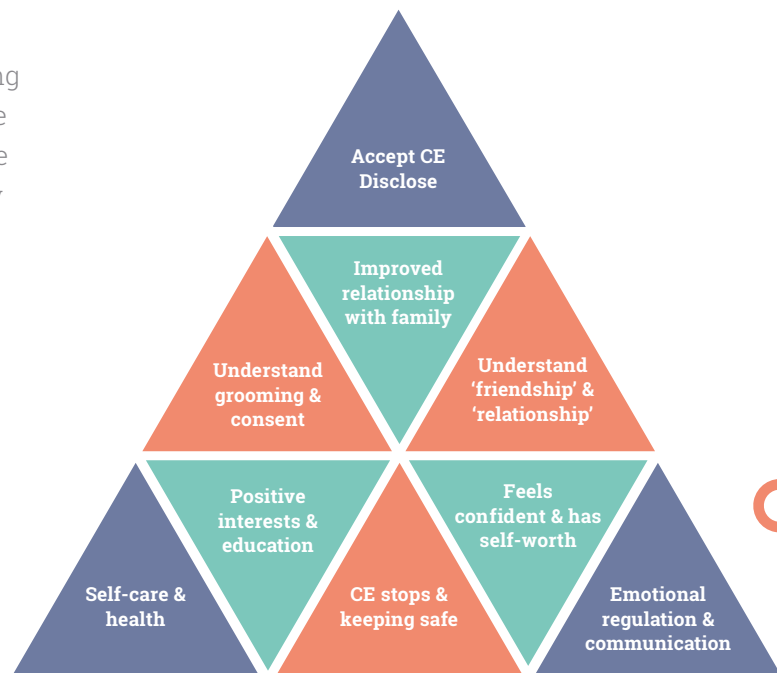 Accept CE
Disclose
Improved
relationship
with family
Understand
grooming &
consent
Understand
‘friendship’ &
‘relationship’
Positive
interests &
education
Feels
confident & has
self-worth
Self-care &
health
CE stops &
keeping safe
Emotional
regulation &
communication